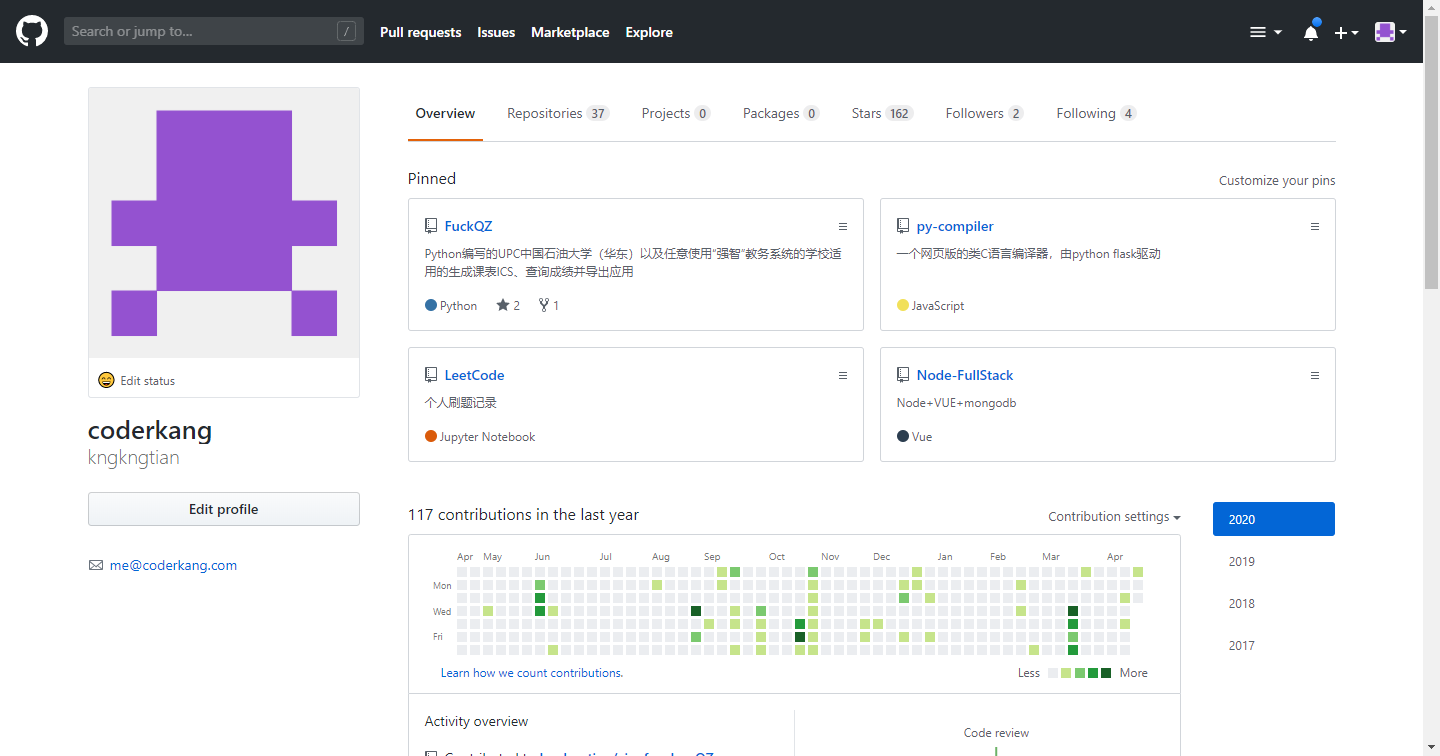 Search or jump to...
/
Pull requests
Issues
Marketplace
Explore
Overview
Repositories 37
Projects 0
Packages 0
Stars 162
Followers 2
Following 4
Edit status
coderkang
kngkngtian
Edit profile
me@coderkang.com
Pinned
Customize your pins
FuckQZ
Python编写的UPC中国石油大学（华东）以及任意使用“强智”教务系统的学校适
用的生成课表ICS、查询成绩并导出应用
Python 2 1
py-compiler
一个网页版的类C语言编译器，由python flask驱动
JavaScript
LeetCode
个人刷题记录
Jupyter Notebook
Node-FullStack
Node+VUE+mongodb
Vue
117 contributions in the last year
Contribution settings
Apr May Jun Jul Aug Sep Oct Nov Dec Jan Feb Mar Apr
Mon
Wed
Fri
Learn how we count contributions.
Less More
2020
2019
2018
2017
Activity overview
Code review